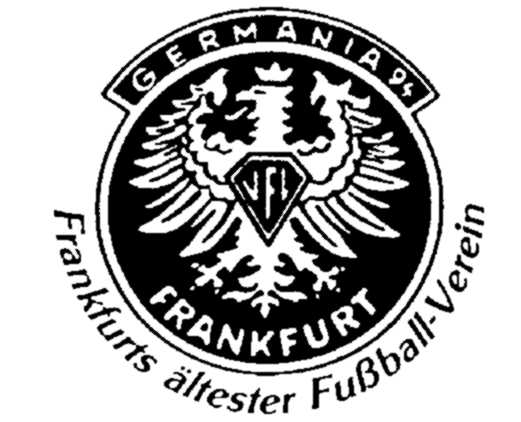 GERMANIA 94
VFL
FRANKFURT
Frankfurts ältester Fußball-Verein